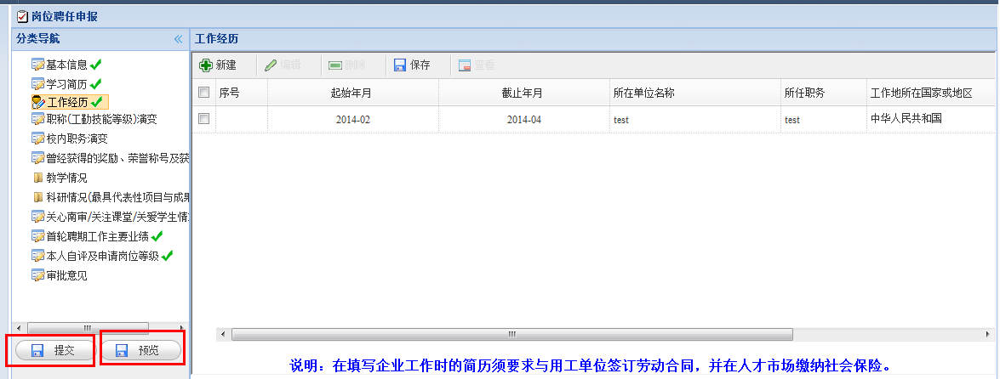 岗位聘任申报
分类导航
基本信息
学习简历
工作经历
职称(工勤技能等级)演变
校内职务演变
曾经获得的奖励、荣誉称号及获
教学情况
科研情况(最具代表性项目与成果
关心南审/关注课堂/关爱学生情
首轮聘期工作主要业绩
本人自评及申请岗位等级
审批意见
提交 预览
工作经历
新建 编辑 删除 保存 查看
序号 起始年月 截止年月 所在单位名称 所任职务 工作地所在国家或地区
2014-02 2014-04 test test 中华人民共和国
说明：在填写企业工作时的简历须要求与用工单位签订劳动合同，并在人才市场缴纳社会保险。